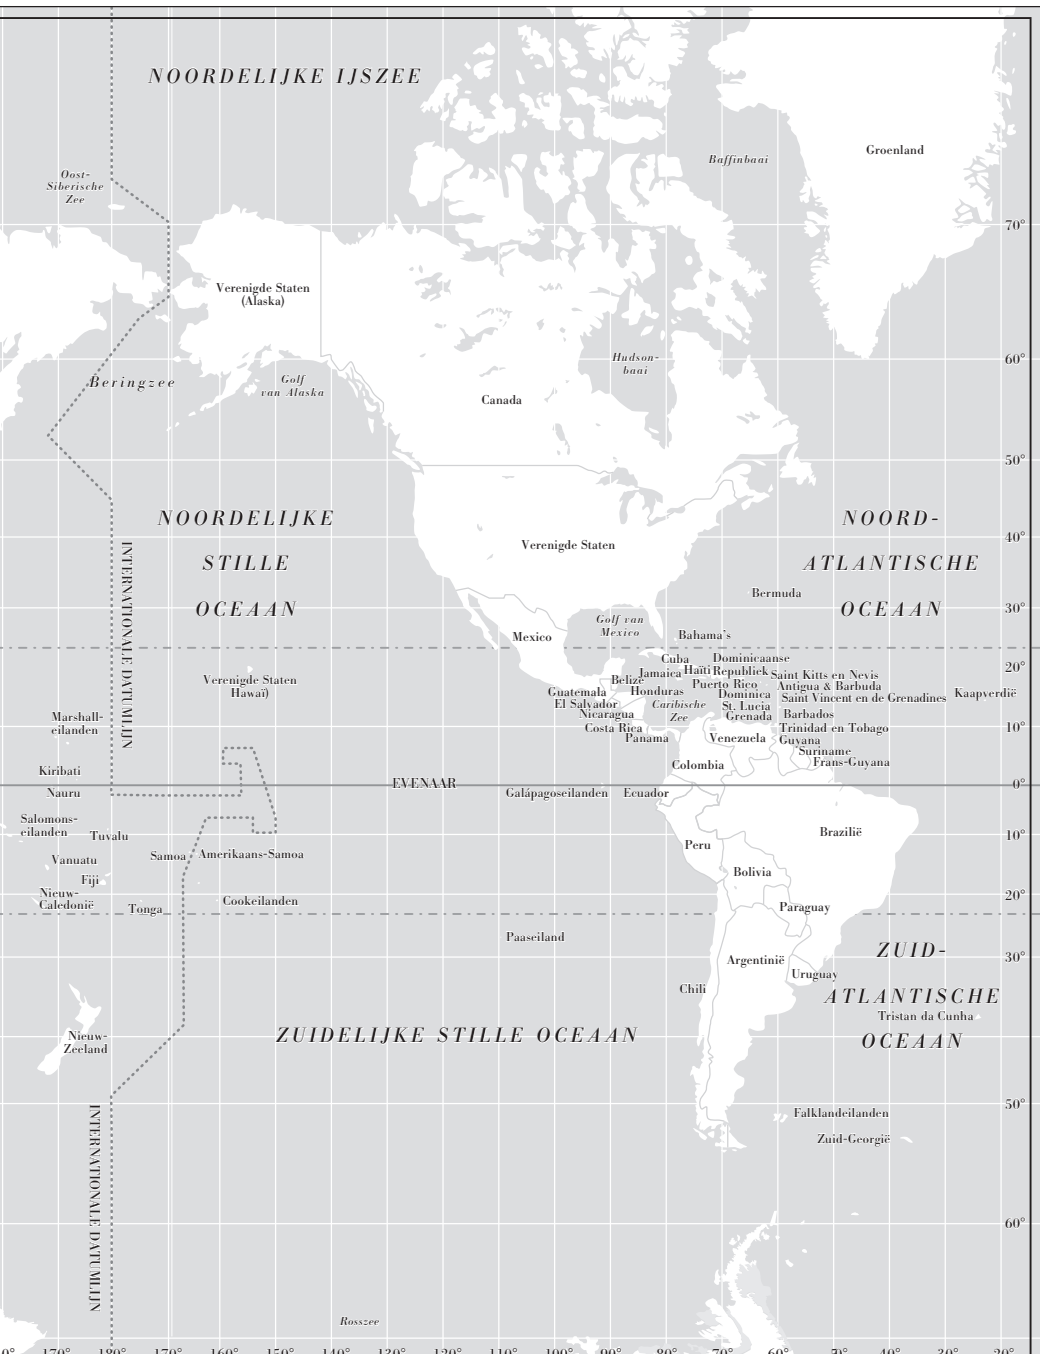 NOORDELIJKE IJSZEE
Groenland
Baffinbaai
Oost-
Siberische
Zee
70°
Verenigde Staten
(Alaska)
60°
Hudson-
baai
Beringzee
Golf
van Alaska
Canada
50°
NOORDELIJKE
STILLE
OCEAAN
NOORD-
ATLANTISCHE
OCEAAN
40°
Verenigde Staten
INTERNATIONALE DATUMLIJN
Bermuda
30°
Golf van
Mexico
Mexico
Bahama's
Cuba
Dominicaanse
Republiek
20°
Jamaica
Haïti
Saint Kitts en Nevis
Verenigde Staten
Hawaï)
Belize
Puerto Rico
Antigua & Barbuda
Guatemala
Honduras
Dominica
Saint Vincent en de Grenadines
Kaapverdië
El Salvador
Caribische
Zee
St. Lucia
Nicaragua
Grenada
Barbados
Marshall-
eilanden
Costa Rica
Trinidad en Tobago
10°
Panama
Venezuela
Guyana
Suriname
Frans-Guyana
Colombia
Kiribati
EVENAAR
0°
Nauru
Galápagoseilanden
Ecuador
Salomons-
eilanden
Tuvalu
Brazilië
10°
Peru
Vanuatu
Samoa
Amerikaans-Samoa
Bolivia
Fiji
Nieuw-
Caledonië
20°
Cookeilanden
Tonga
Paraguay
Paaseiland
ZUID-
ATLANTISCHE
OCEAAN
30°
Argentinië
Uruguay
Chili
Tristan da Cunha
Nieuw-
Zeeland
ZUIDELIJKE STILLE OCEAAN
50°
INTERNATIONALE DATUMLIJN
Falklandeilanden
Zuid-Georgië
60°
Rosszee
170° 180° 170° 160° 150° 140° 130° 120° 110° 100° 90° 80° 70° 60° 50° 40° 30° 20°